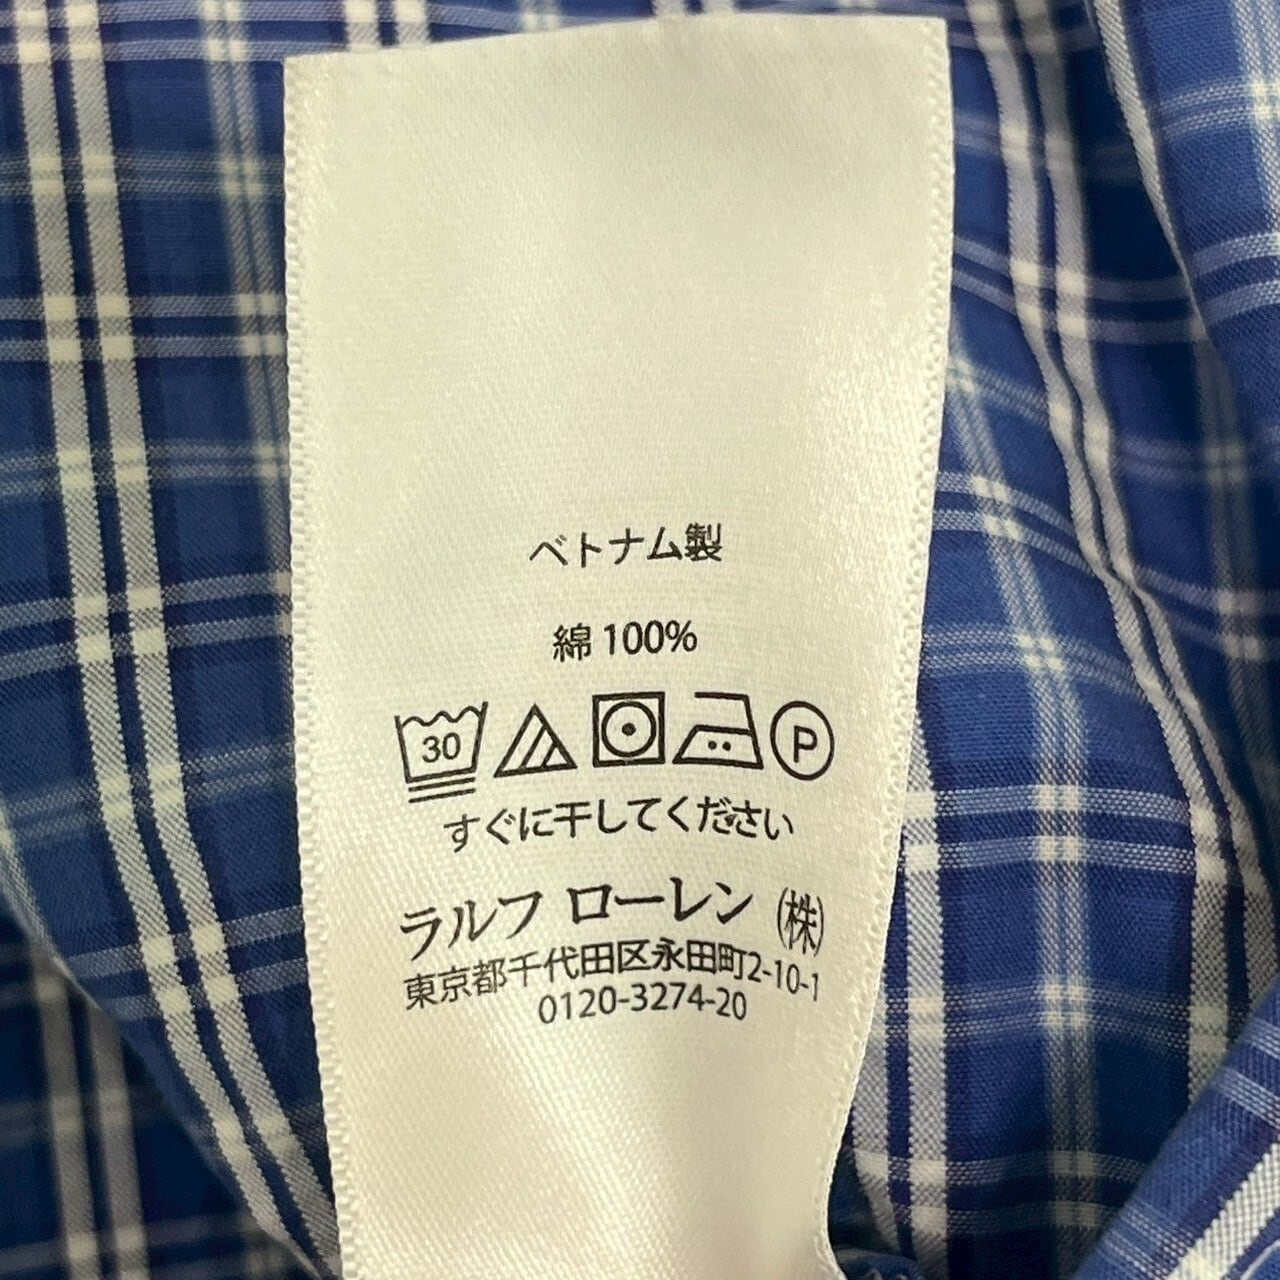 ベトナム製
綿 100%
30
P
すぐに干してください
ラルフ ローレン (株)
東京都千代田区永田町2-10-1
0120-3274-20